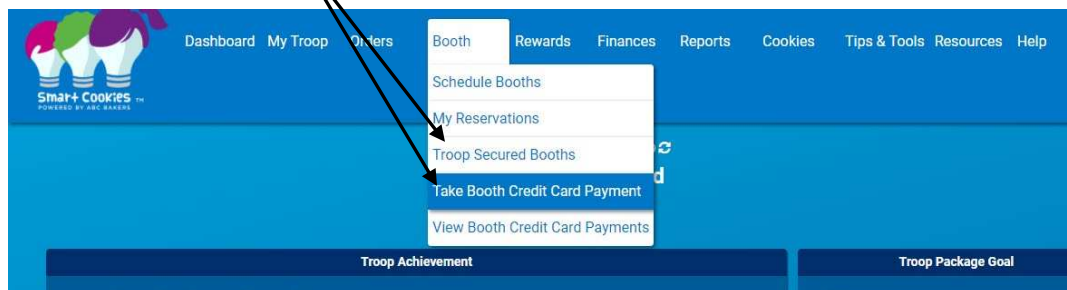 Dashboard My Troop Orders Booth Rewards Finances Reports Cookies Tips & Tools Resources Help
Smart Cookies TM
POWERED BY ABC BAKERS
Schedule Booths
My Reservations
Troop Secured Booths
Take Booth Credit Card Payment
d
View Booth Credit Card Payments
Troop Achievement
Troop Package Goal